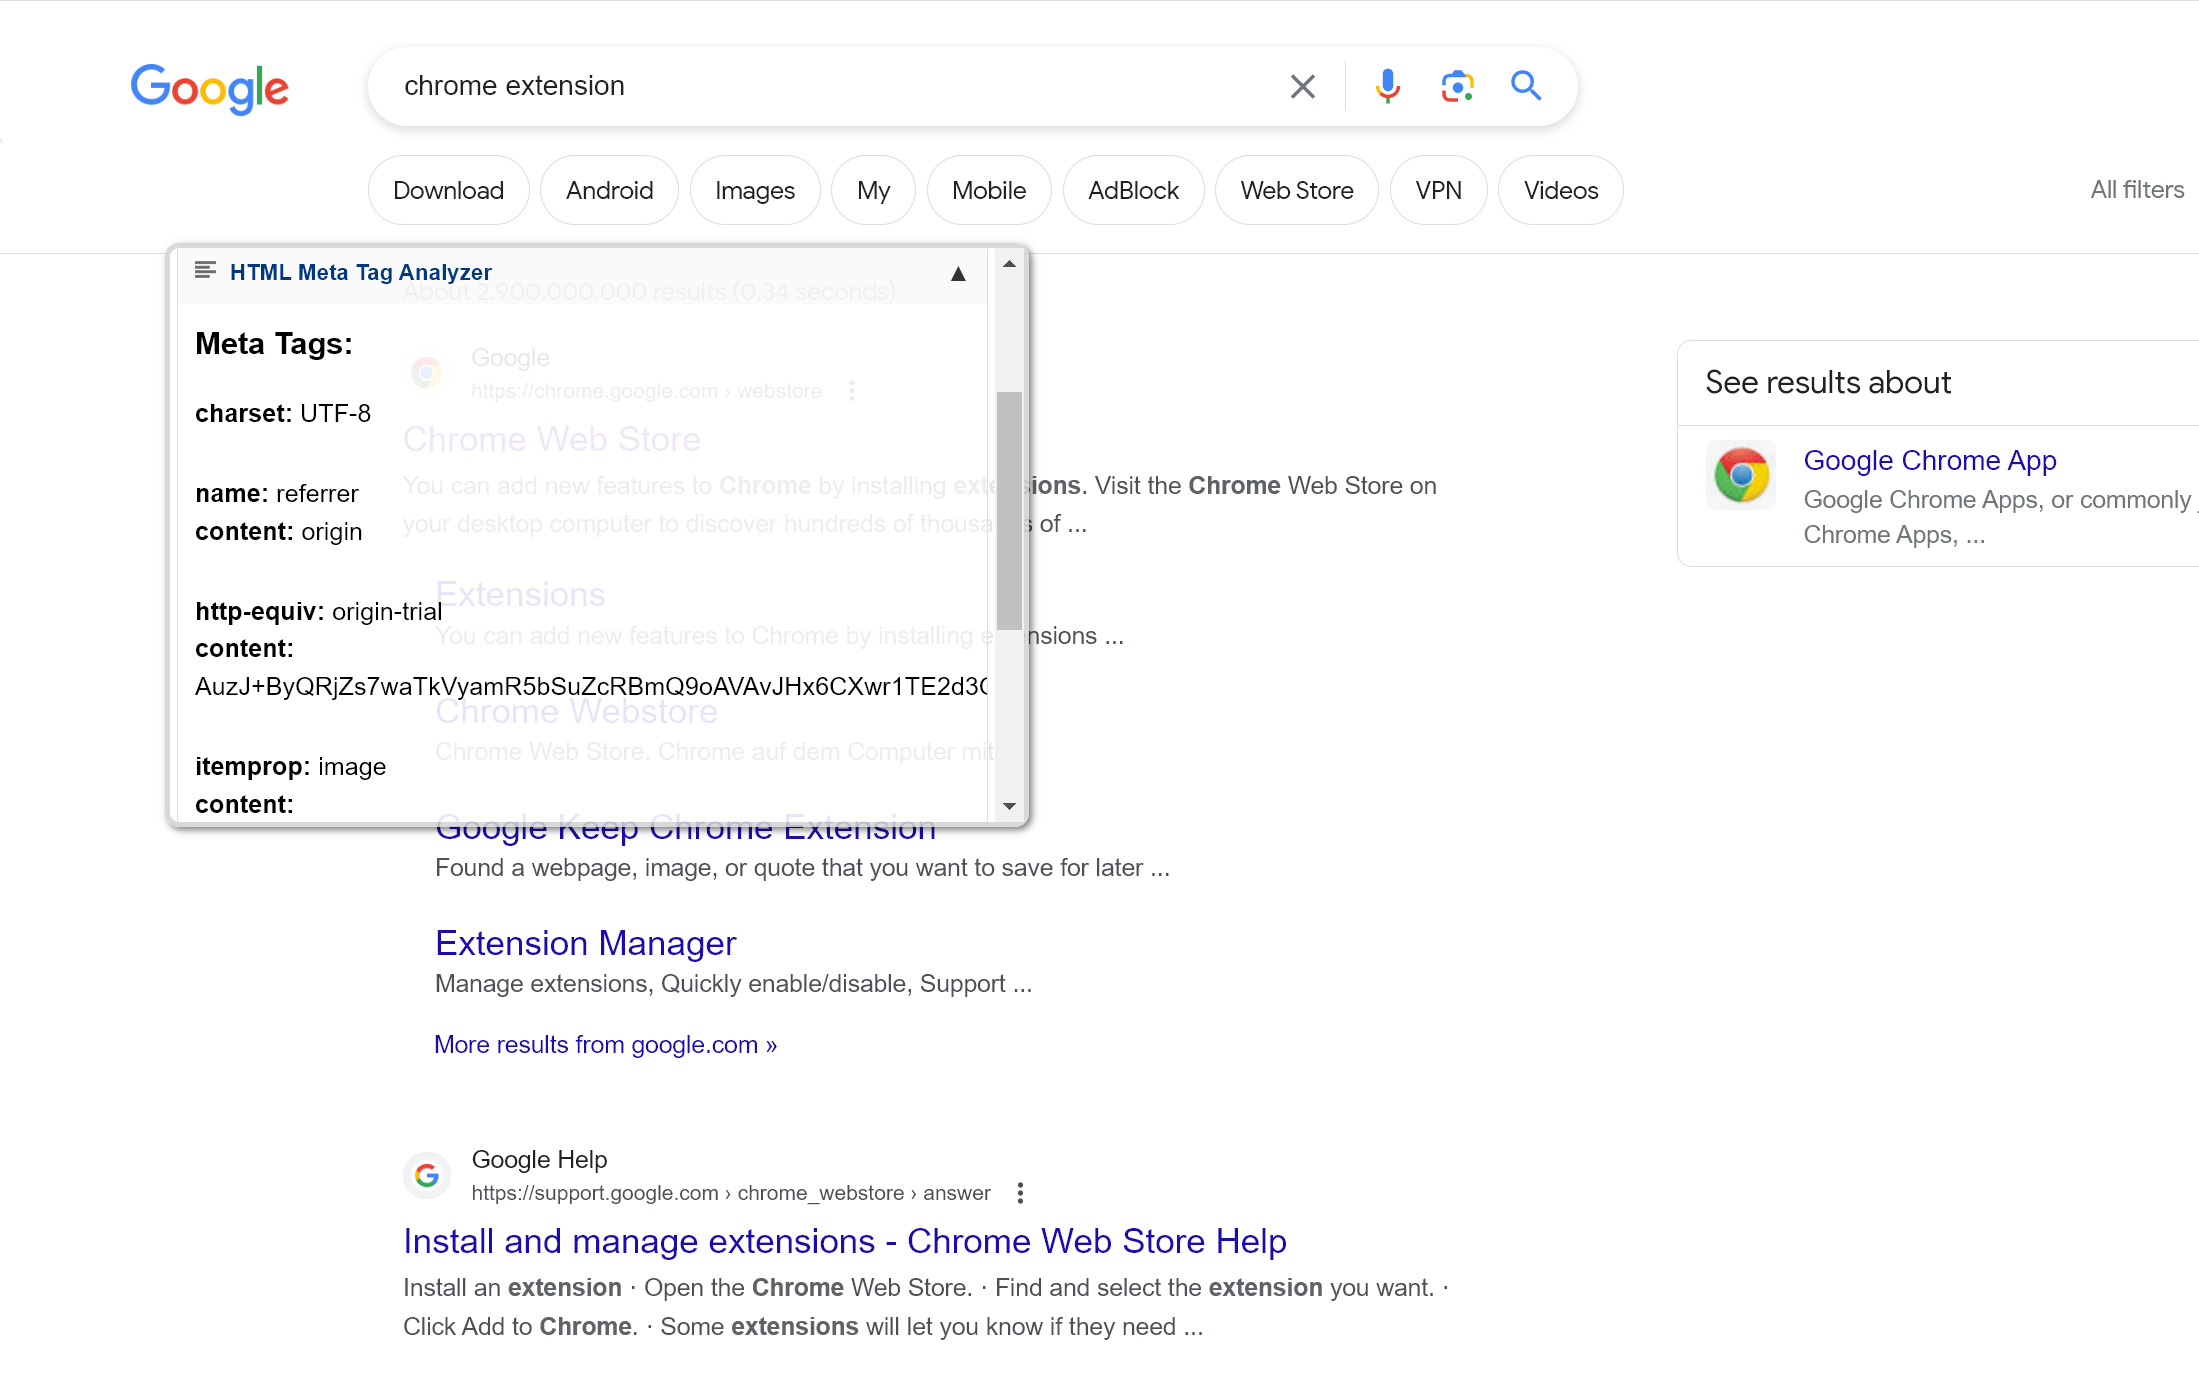 Google
chrome extension
Download
Android
Images
My
Mobile
AdBlock
Web Store
VPN
Videos
All filters
HTML Meta Tag Analyzer ▲
About 2.900.000.000 results (0,34 seconds)
Meta Tags:
charset: UTF-8
name: referrer
content: origin
http-equiv: origin-trial
content:
AuzJ+ByQRjZs7waTkVyamR5bSuZcRBmQ9oAVAvJHx6CXwr1TE2d3
itemprop: image
content:
Google
https://chrome.google.com › webstore
Chrome Web Store
You can add new features to Chrome by installing extensions. Visit the Chrome Web Store on
your desktop computer to discover hundreds of thousands of ...
Extensions
You can add new features to Chrome by installing extensions ...
Chrome Webstore
Chrome Web Store. Chrome auf dem Computer mit
Google Keep Chrome Extension
Found a webpage, image, or quote that you want to save for later ...
Extension Manager
Manage extensions, Quickly enable/disable, Support ...
More results from google.com »
Google Help
https://support.google.com › chrome_webstore › answer
Install and manage extensions - Chrome Web Store Help
Install an extension · Open the Chrome Web Store. · Find and select the extension you want. ·
Click Add to Chrome. · Some extensions will let you know if they need ...
See results about
Google Chrome App
Google Chrome Apps, or commonly
Chrome Apps, ...